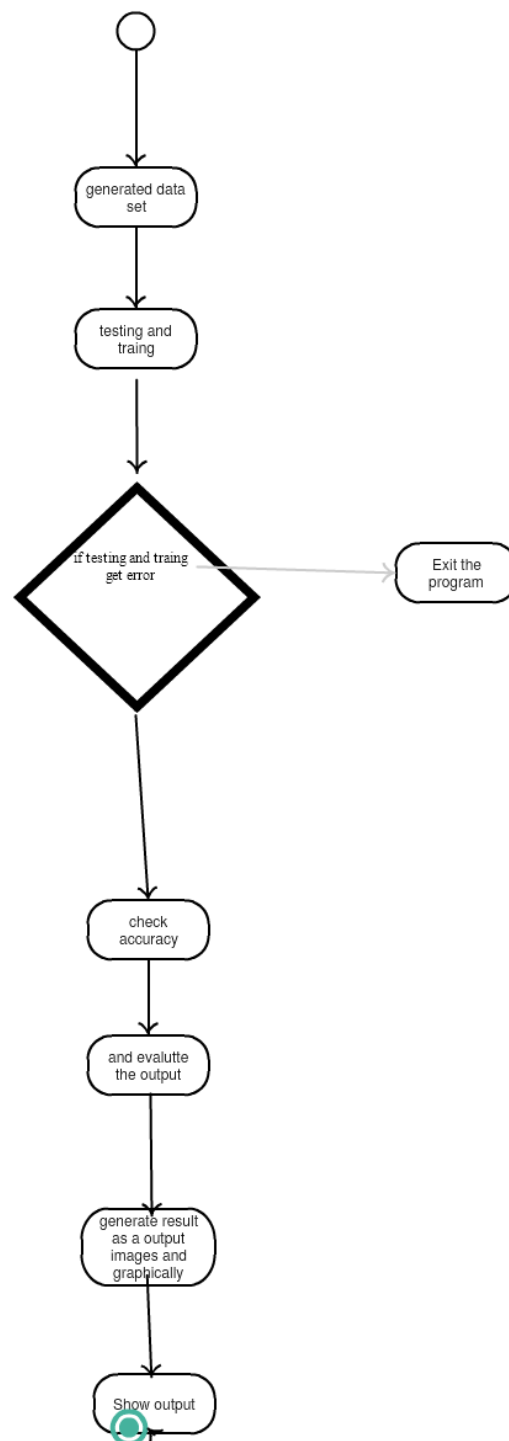 generated data
set
testing and
traing
if testing and traing
get error
Exit the
program
check
accuracy
and evalutte
the output
generate result
as a output
images and
graphically
Show output